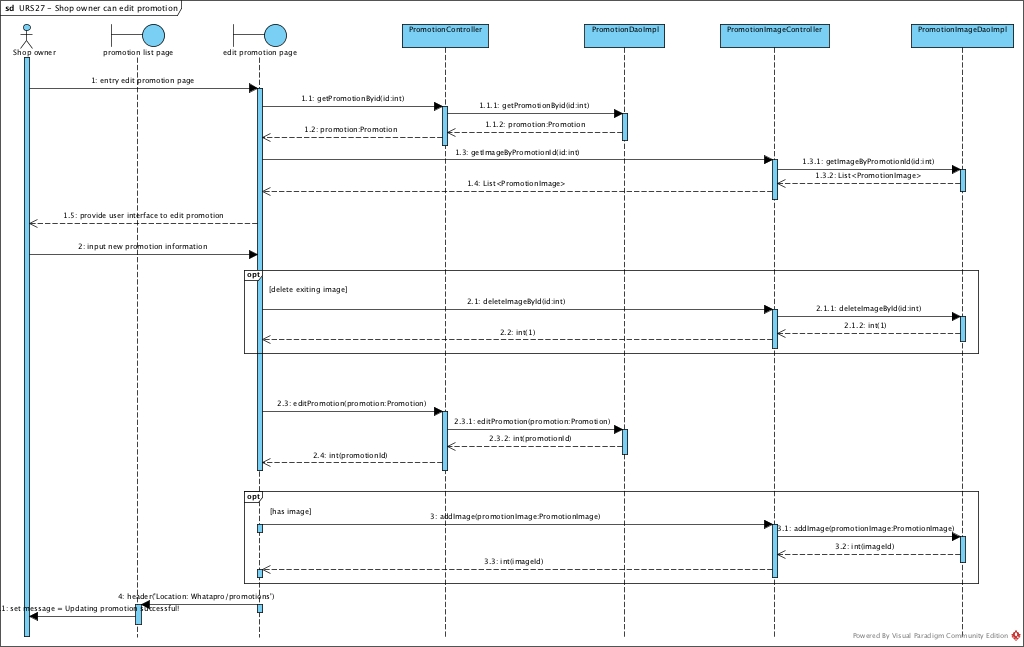 sd URS27 - Shop owner can edit promotion
Shop owner
promotion list page
edit promotion page
PromotionController
PromotionDaoImpl
PromotionImageController
PromotionImageDaoImpl
1: entry edit promotion page
1.1: getPromotionByid(id:int)
1.1.1: getPromotionByid(id:int)
1.1.2: promotion:Promotion
1.2: promotion:Promotion
1.3: getImageByPromotionId(id:int)
1.3.1: getImageByPromotionId(id:int)
1.3.2: List<PromotionImage>
1.4: List<PromotionImage>
1.5: provide user interface to edit promotion
2: input new promotion information
opt
[delete exiting image]
2.1: deleteImageById(id:int)
2.1.1: deleteImageById(id:int)
2.1.2: int(1)
2.2: int(1)
2.3: editPromotion(promotion:Promotion)
2.3.1: editPromotion(promotion:Promotion)
2.3.2: int(promotionId)
2.4: int(promotionId)
opt
[has image]
3: addImage(promotionImage:PromotionImage)
3.1: addImage(promotionImage:PromotionImage)
3.2: int(imageId)
3.3: int(imageId)
4: header('Location: Whatapro/promotions')
1: set message = Updating promotion successful!
Powered By Visual Paradigm Community Edition